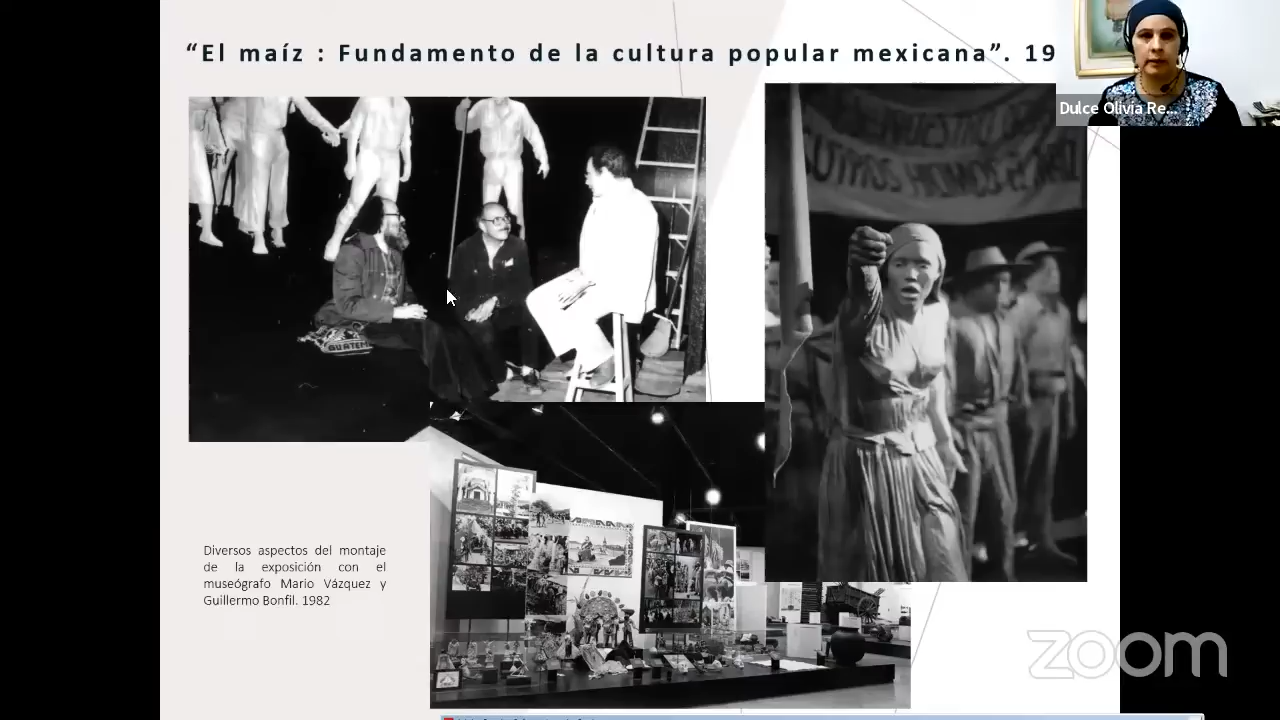 “El maíz : Fundamento de la cultura popular mexicana”. 19
Dulce Olivia Re...
GUATEM
Diversos aspectos del montaje
de la exposición con el
museógrafo Mario Vázquez y
Guillermo Bonfil. 1982
zoom